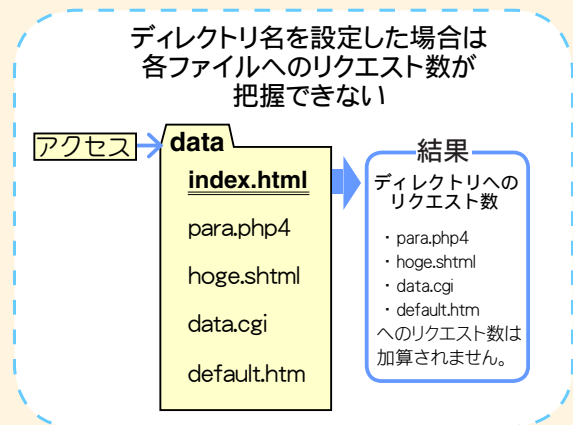 ディレクトリ名を設定した場合は
各ファイルへのリクエスト数が
把握できない
アクセス
data
index.html
para.php4
hoge.shtml
data.cgi
default.htm
結果
ディレクトリへの
リクエスト数
・ para.php4
・ hoge.shtml
・ data.cgi
・ default.htm
へのリクエスト数は
加算されません。